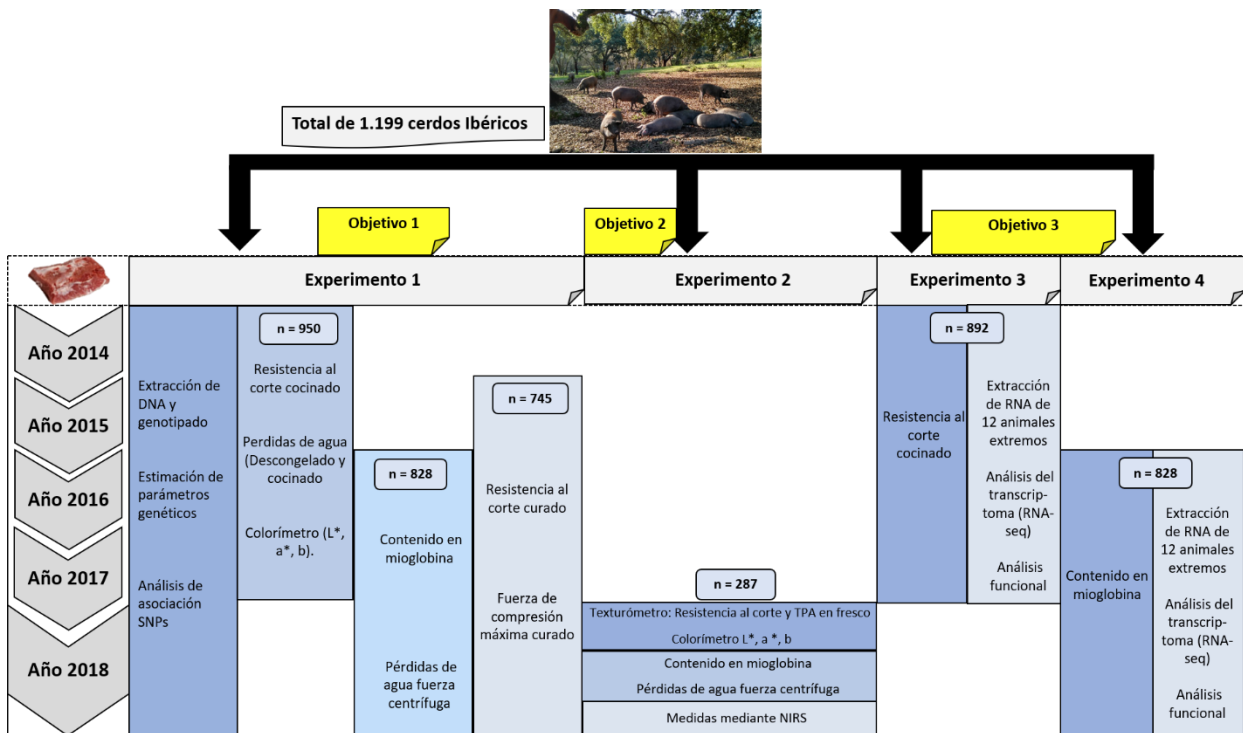 Total de 1.199 cerdos Ibéricos
Objetivo 1
Objetivo 2
Objetivo 3
Experimento 1
Experimento 2
Experimento 3
Experimento 4
Año 2014
Año 2015
Año 2016
Año 2017
Año 2018
Extracción de
DNA y
genotipado
Estimación de
parámetros
genéticos
Análisis de
asociación
SNPs
n = 950
Resistencia al
corte cocinado
Perdidas de agua
(Descongelado y
cocinado
Colorímetro (L*,
a*, b).
n = 828
Contenido en
mioglobina
Pérdidas de
agua fuerza
centrífuga
n = 745
Resistencia al
corte curado
Fuerza de
compresión
máxima curado
n = 287
Texturómetro: Resistencia al corte y TPA en fresco
Colorímetro L*, a *, b
Contenido en mioglobina
Pérdidas de agua fuerza centrífuga
Medidas mediante NIRS
n = 892
Resistencia al
corte
cocinado
Extracción
de RNA de
12 animales
extremos
Análisis del
transcrip-
toma (RNA-
seq)
Análisis
funcional
n = 828
Contenido en
mioglobina
Extracción
de RNA de
12 animales
extremos
Análisis del
transcrip-
toma (RNA-
seq)
Análisis
funcional